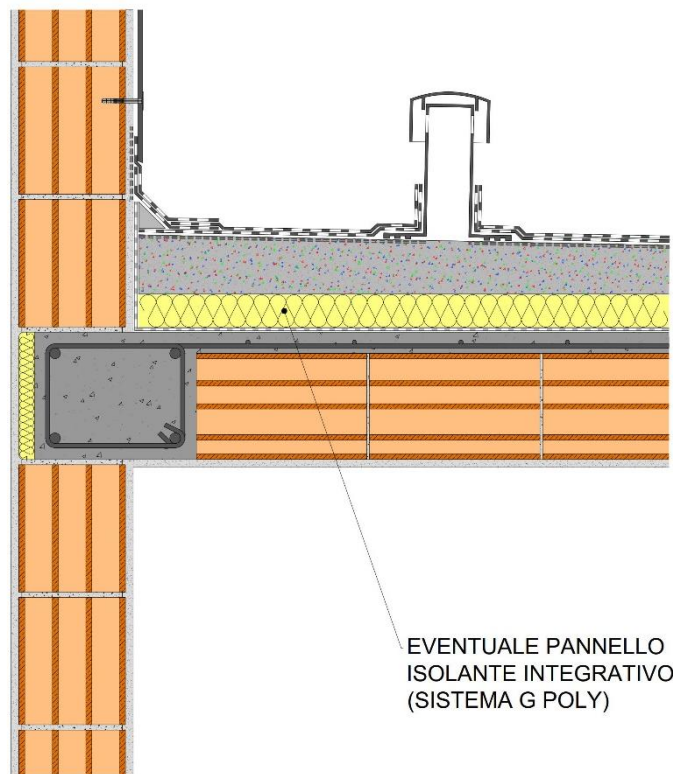 EVENTUALE PANNELLO
ISOLANTE INTEGRATIVO
(SISTEMA G POLY)